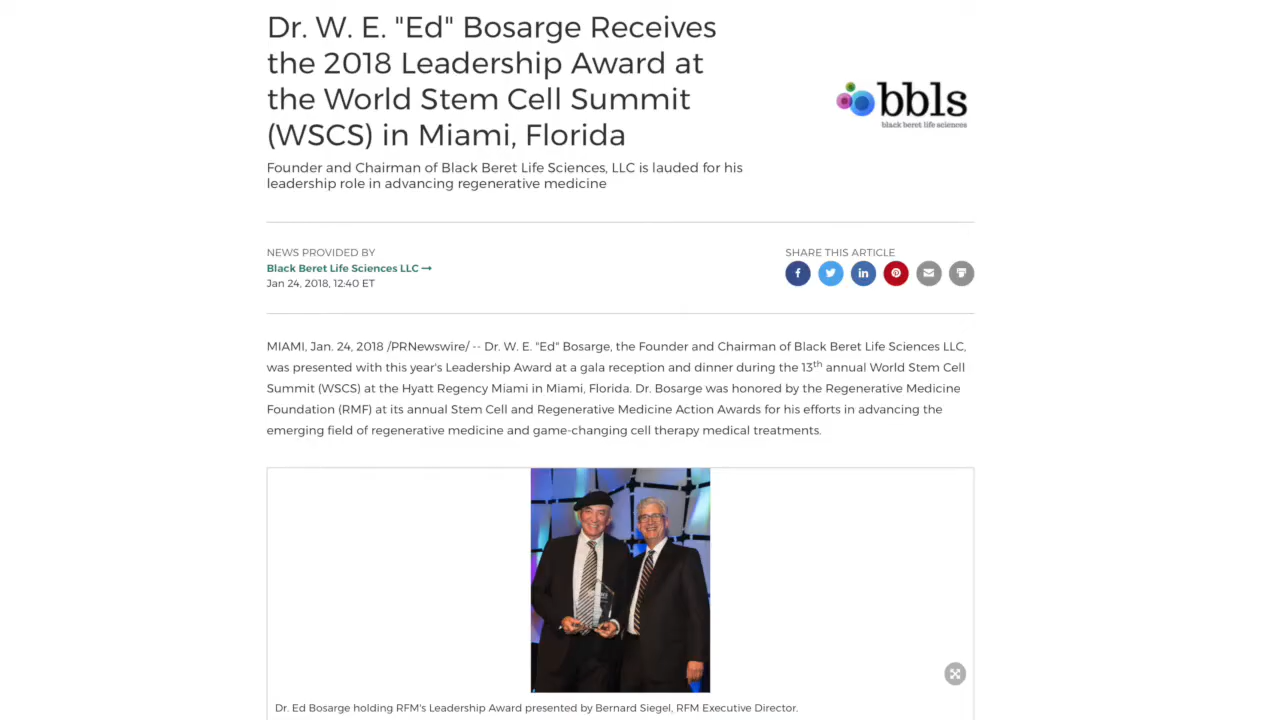 Dr. W. E. "Ed" Bosarge Receives
the 2018 Leadership Award at
the World Stem Cell Summit
(WSCS) in Miami, Florida
bbls
black beret life sciences
Founder and Chairman of Black Beret Life Sciences, LLC is lauded for his
leadership role in advancing regenerative medicine
NEWS PROVIDED BY
Black Beret Life Sciences LLC →
Jan 24, 2018, 12:40 ET
SHARE THIS ARTICLE
MIAMI, Jan. 24, 2018 /PRNewswire/ -- Dr. W. E. "Ed" Bosarge, the Founder and Chairman of Black Beret Life Sciences LLC,
was presented with this year's Leadership Award at a gala reception and dinner during the 13th annual World Stem Cell
Summit (WSCS) at the Hyatt Regency Miami in Miami, Florida. Dr. Bosarge was honored by the Regenerative Medicine
Foundation (RMF) at its annual Stem Cell and Regenerative Medicine Action Awards for his efforts in advancing the
emerging field of regenerative medicine and game-changing cell therapy medical treatments.
Dr. Ed Bosarge holding RFM's Leadership Award presented by Bernard Siegel, RFM Executive Director.